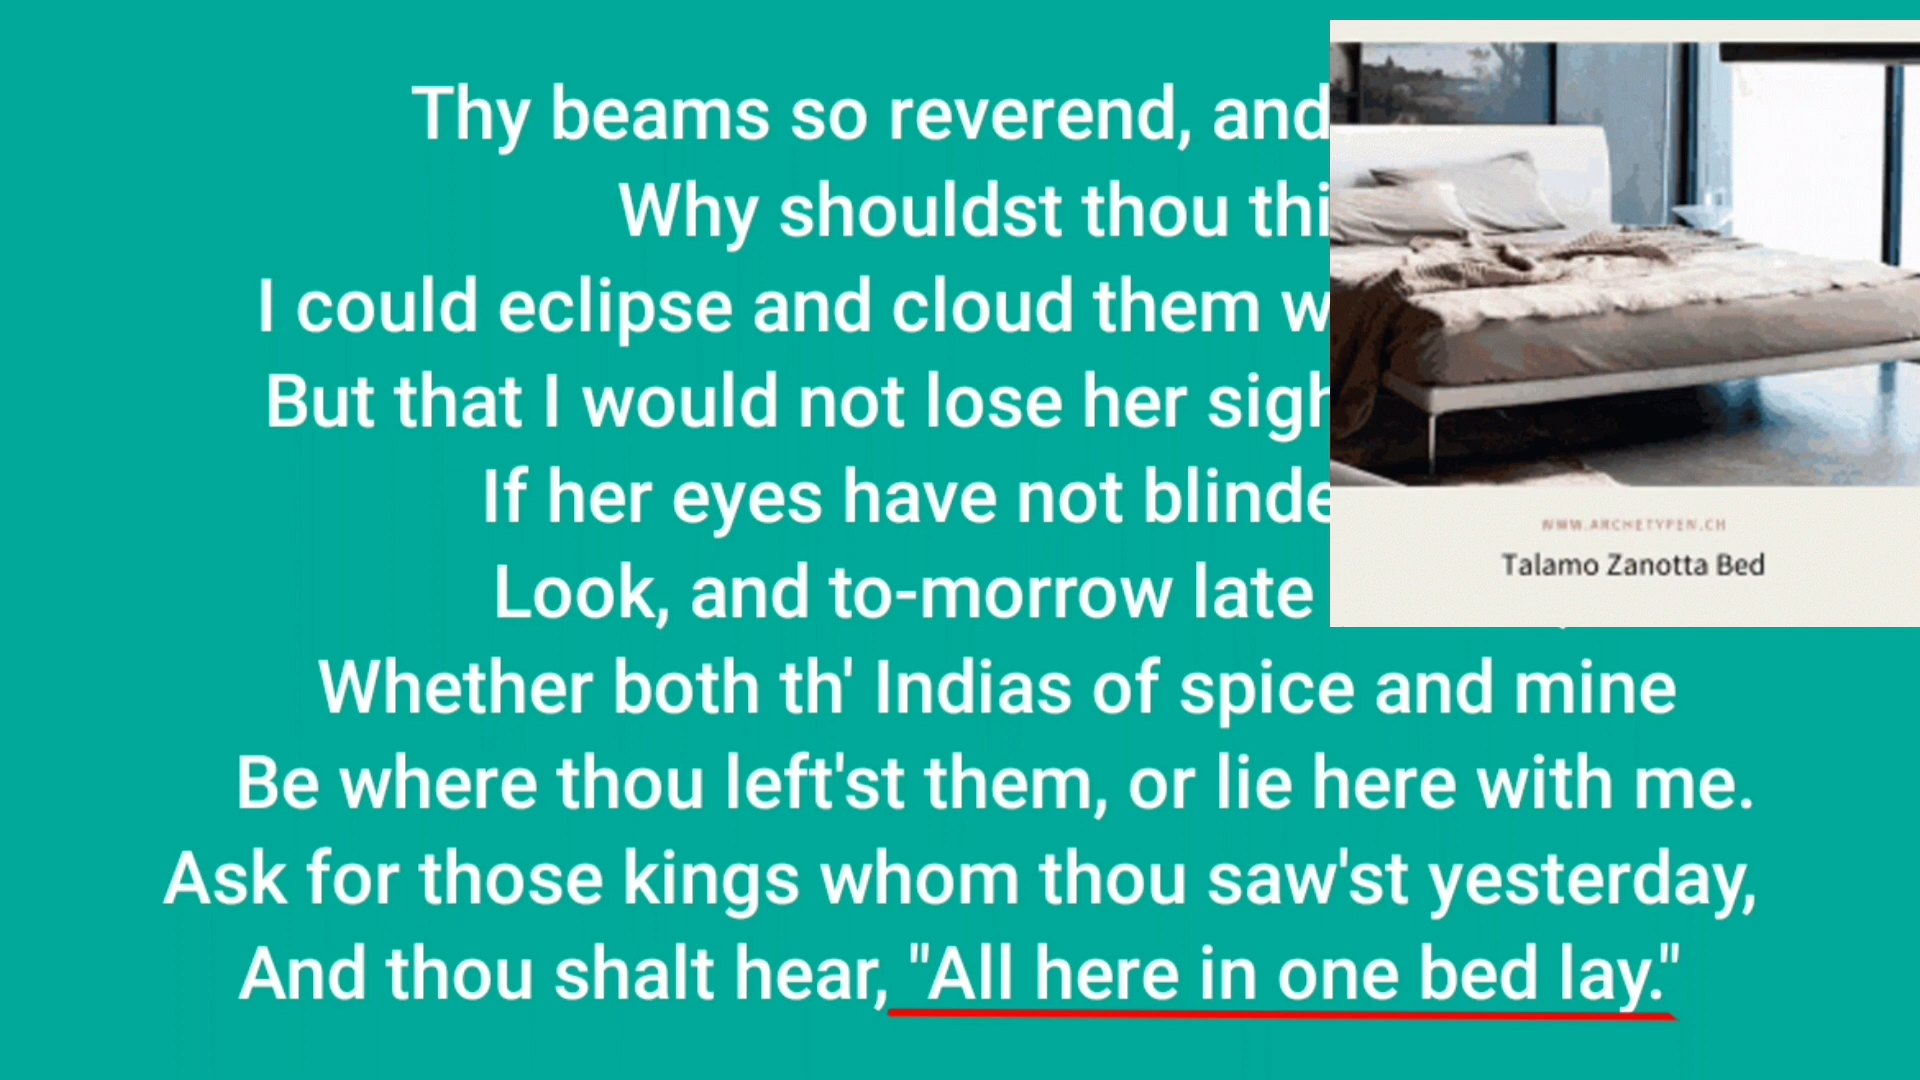 Thy beams so reverend, and
Why shouldst thou thi
I could eclipse and cloud them w
But that I would not lose her sigh
If her eyes have not blinde
Look, and to-morrow late
Whether both th' Indias of spice and mine
Be where thou left'st them, or lie here with me.
Ask for those kings whom thou saw'st yesterday,
And thou shalt hear, "All here in one bed lay."
WWW.ARCHETYPEN.CH
Talamo Zanotta Bed